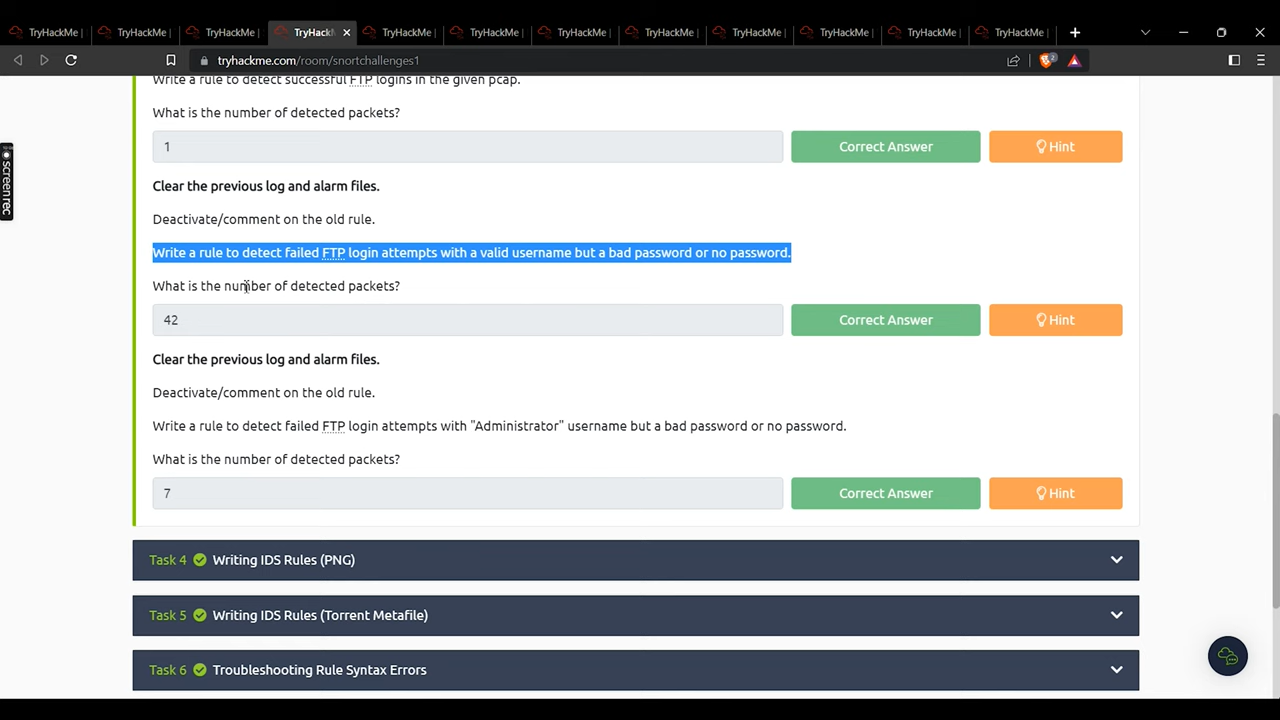 TryHackMe | TryHackMe | TryHackMe | TryHackM TryHackMe | TryHackMe | TryHackMe | TryHackMe | TryHackMe | TryHackMe | TryHackMe | TryHackMe |
tryhackme.com/room/snortchallenges1 2
Write a rule to detect successful FTP logins in the given pcap.
What is the number of detected packets?
1 Correct Answer Hint
Clear the previous log and alarm files.
Deactivate/comment on the old rule.
Write a rule to detect failed FTP login attempts with a valid username but a bad password or no password.
What is the number of detected packets?
42 Correct Answer Hint
Clear the previous log and alarm files.
Deactivate/comment on the old rule.
Write a rule to detect failed FTP login attempts with "Administrator" username but a bad password or no password.
What is the number of detected packets?
7 Correct Answer Hint
Task 4 Writing IDS Rules (PNG)
Task 5 Writing IDS Rules (Torrent Metafile)
Task 6 Troubleshooting Rule Syntax Errors
screenrec